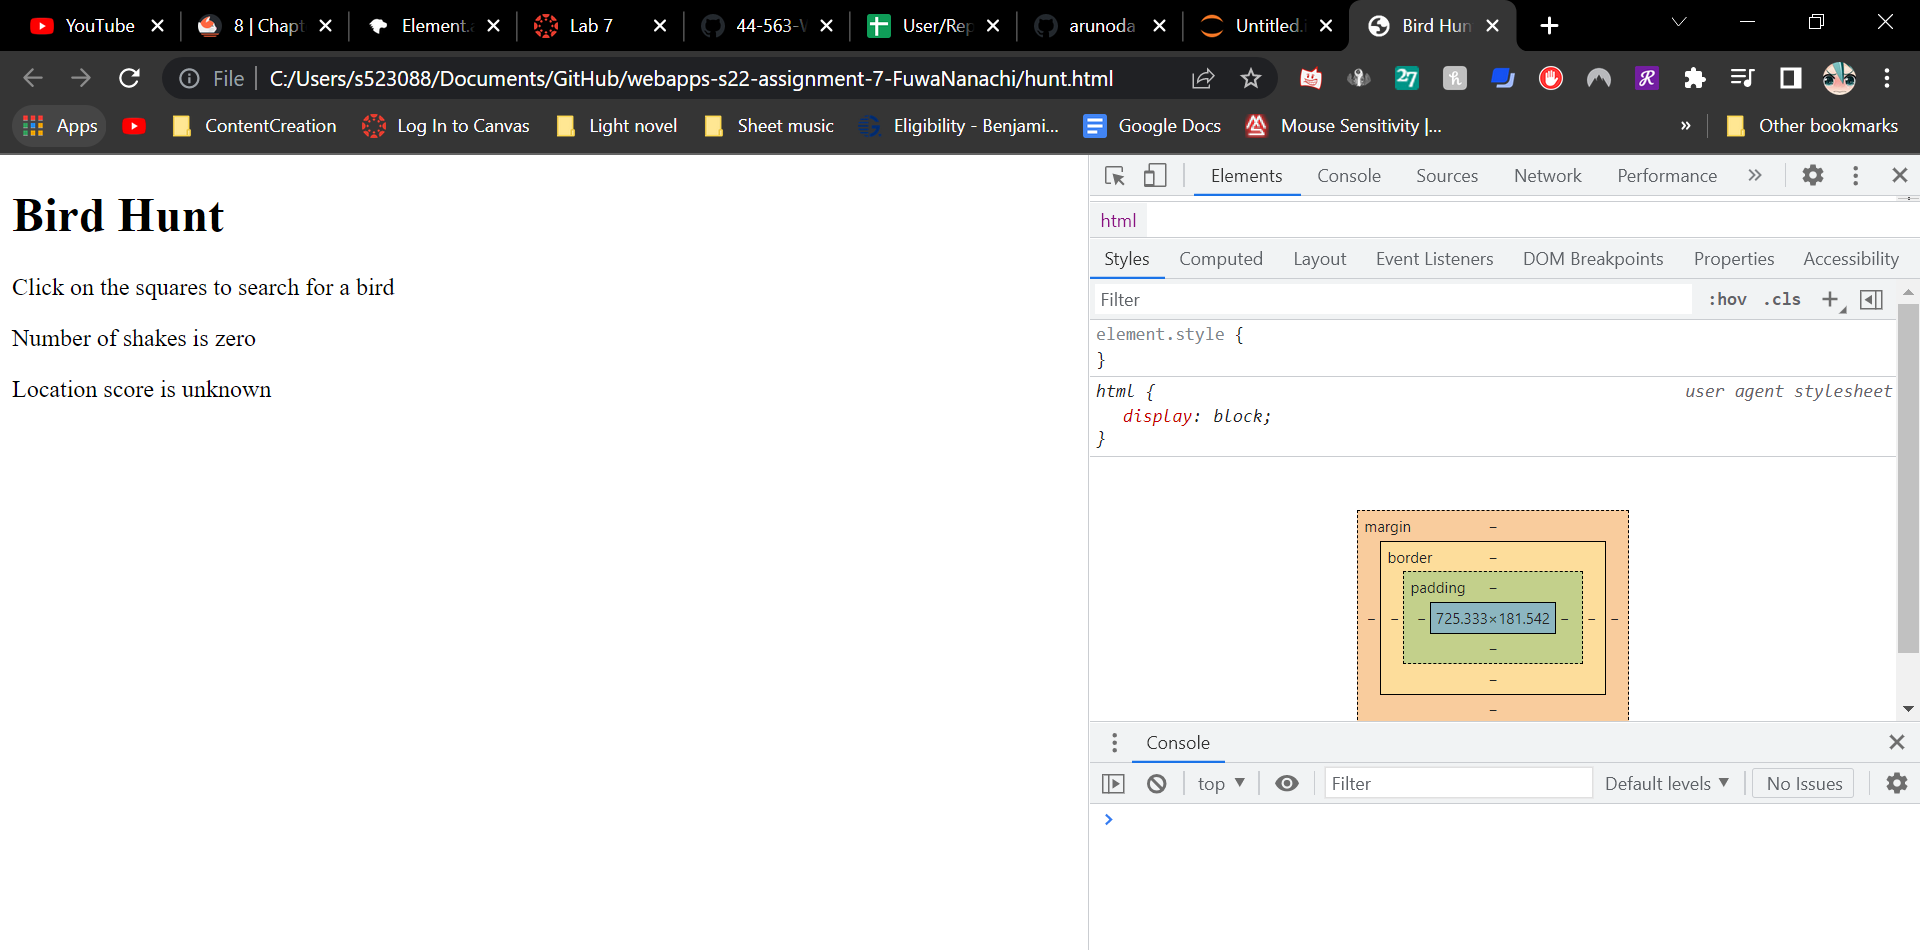 YouTube
8 | Chapt
Element.
Lab 7
44-563-W
User/Rep
arunoda
Untitled.i
Bird Hun
File
C:/Users/s523088/Documents/GitHub/webapps-s22-assignment-7-FuwaNanachi/hunt.html
27
h
R
Apps
ContentCreation
Log In to Canvas
Light novel
Sheet music
Eligibility - Benjami...
Google Docs
Mouse Sensitivity |...
»
Other bookmarks
Bird Hunt
Click on the squares to search for a bird
Number of shakes is zero
Location score is unknown
Elements Console Sources Network Performance »
html
Styles Computed Layout Event Listeners DOM Breakpoints Properties Accessibility
Filter :hov .cls +
element.style {
}
html { user agent stylesheet
display: block;
}
margin –
border –
padding –
– – – 725.333×181.542 – – –
–
–
–
Console
top ▼ Filter Default levels ▼ No Issues
>